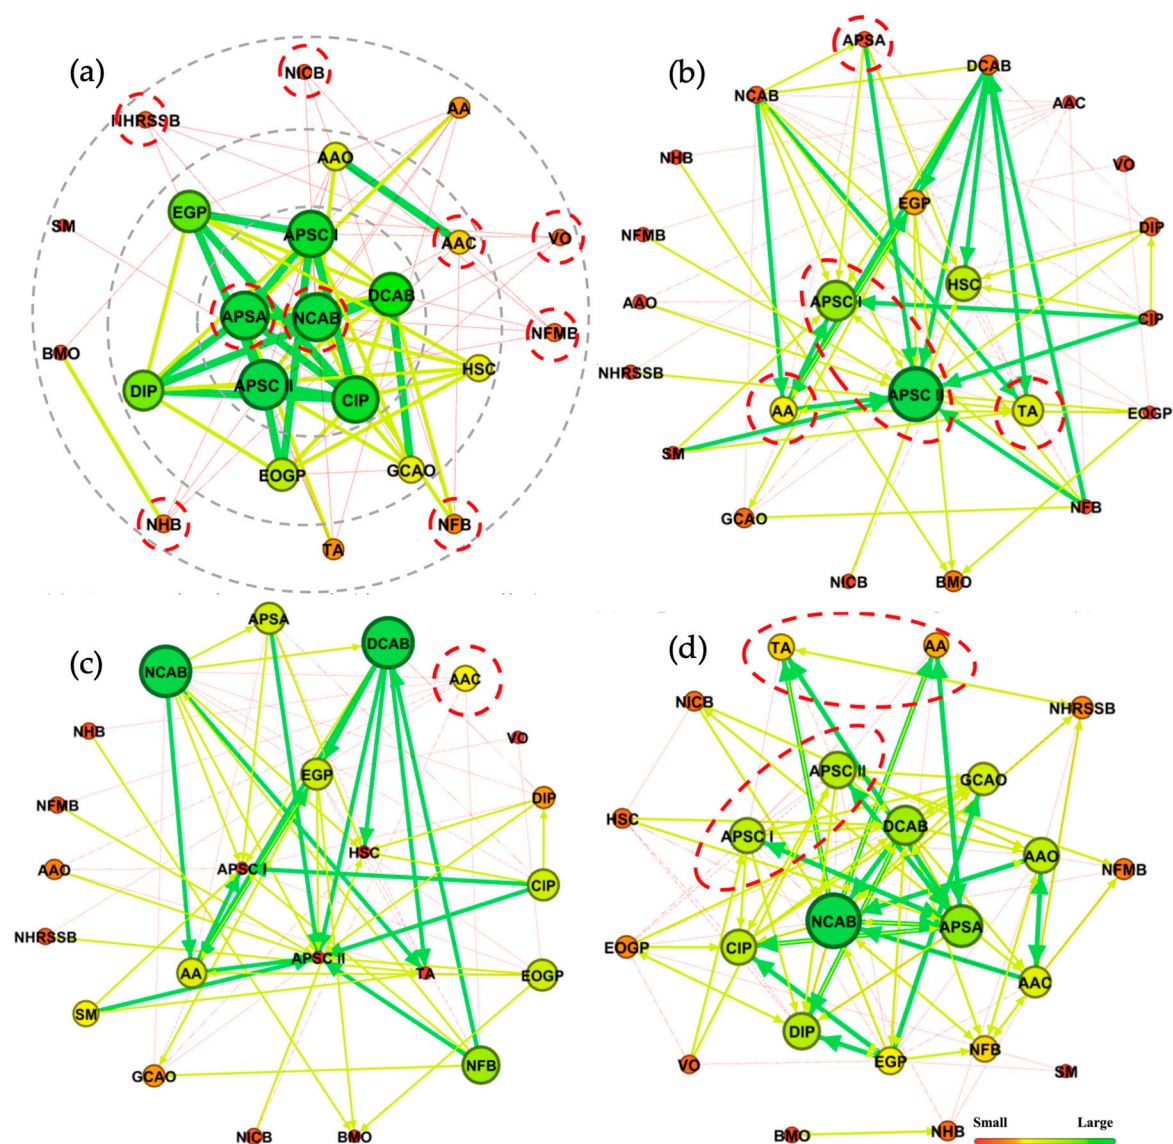 (a)
NICB
NHRSSB
AA
AAO
EGP
APSC I
SM
AAC
VO
DCAB
APSA
NCAB
NFMB
BMO
HSC
DIP
APSC II
CIP
EOGP
GCAO
NHB
NFB
TA
(b)
APSA
DCAB
NCAB
AAC
NHB
VO
EGP
NFMB
DIP
HSC
AAO
APSC I
CIP
NHRSSB
APSC II
AA
TA
EOGP
SM
GCAO
NFB
NICB
BMO
(c)
APSA
DCAB
NCAB
AAC
NHB
VO
EGP
NFMB
DIP
HSC
AAO
APSC I
CIP
NHRSSB
APSC II
AA
TA
EOGP
SM
GCAO
NFB
NICB
BMO
(d)
TA
AA
NICB
NHRSSB
APSC II
GCAO
HSC
APSC I
DCAB
AAO
NFMB
NCAB
APSA
EOGP
CIP
AAC
DIP
NFB
VO
EGP
SM
BMO
NHB
Small
Large